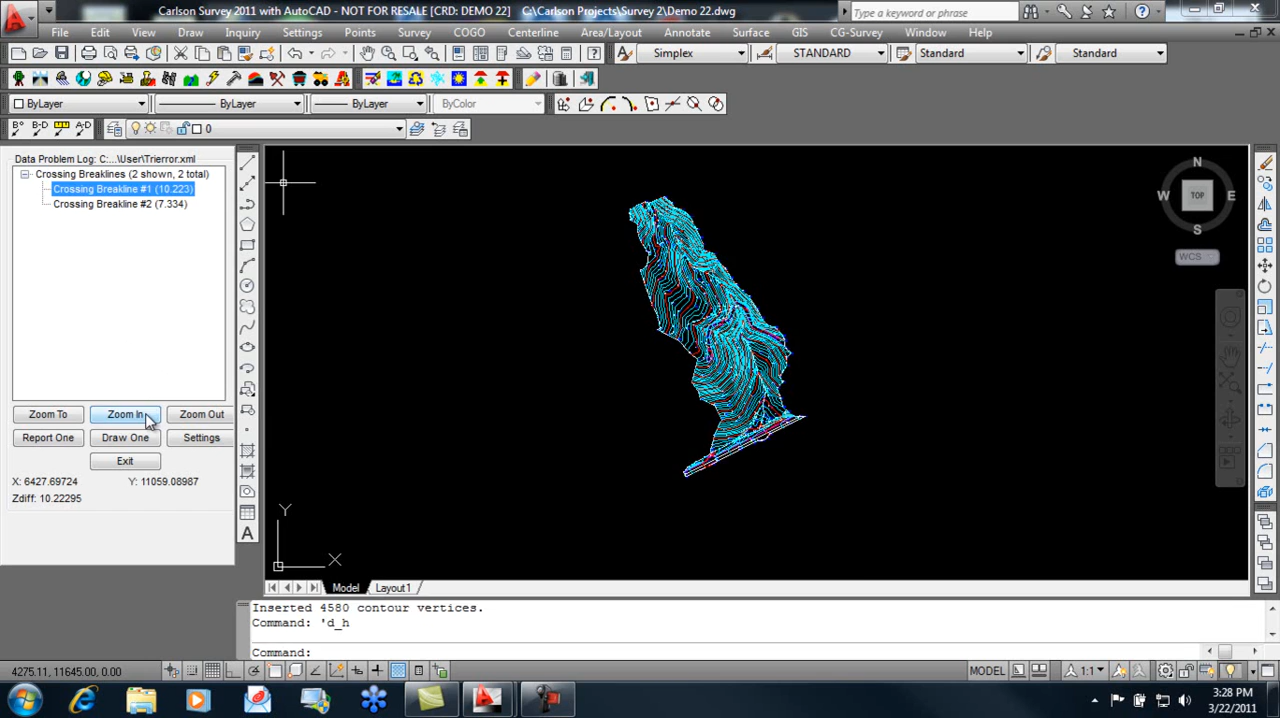 Carlson Survey 2011 with AutoCAD - NOT FOR RESALE [CRD: DEMO 22] C:\Carlson Projects\Survey 2\Demo 22.dwg
Type a keyword or phrase
File Edit View Draw Inquiry Settings Points Survey COGO Centerline Area/Layout Annotate Surface GIS CG-Survey Window Help
Simplex STANDARD Standard Standard
ByLayer ByLayer ByLayer ByColor
B° B-D A-D 0
Data Problem Log: C:...\User\Trierror.xml
Crossing Breaklines (2 shown, 2 total)
Crossing Breakline #1 (10.223)
Crossing Breakline #2 (7.334)
N
W TOP E
S
WCS
Zoom To Zoom In Zoom Out
Report One Draw One Settings
Exit
X: 6427.69724 Y: 11059.08987
Zdiff: 10.22295
A
Y
X
Model Layout1
Inserted 4580 contour vertices.
Command: 'd_h
Command:
4275.11, 11645.00, 0.00
MODEL
1:1
3:28 PM
3/22/2011